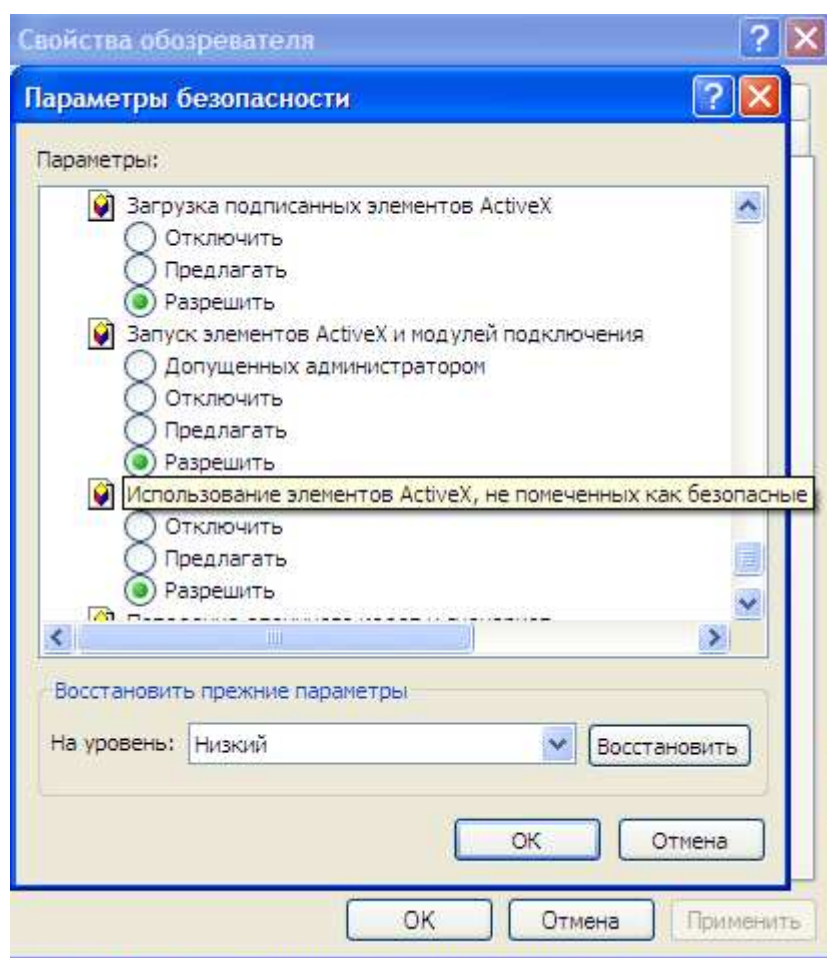 Свойства обозревателя
Параметры безопасности
Параметры:
Загрузка подписанных элементов ActiveX
Отключить
Предлагать
Разрешить
Запуск элементов ActiveX и модулей подключения
Допущенных администратором
Отключить
Предлагать
Разрешить
Использование элементов ActiveX, не помеченных как безопасные
Отключить
Предлагать
Разрешить
Восстановить прежние параметры
На уровень: Низкий Восстановить
ОК Отмена
ОК Отмена Применить